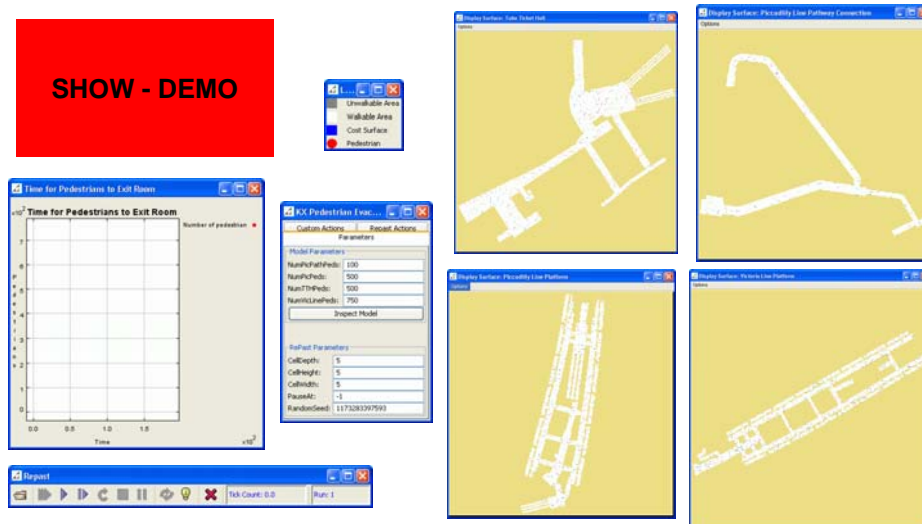 SHOW - DEMO
L...
Unwalkable Area
Walkable Area
Cost Surface
Pedestrian
Display Surface: Tube Ticket Hall
Options
Display Surface: Piccadilly Line Pathway Connection
Options
Time for Pedestrians to Exit Room
x10^2 Time for Pedestrians to Exit Room
Number of pedestrian
7
6
5
4
3
2
1
0
0.0 0.5 1.0 1.5
Time
x10^2
KX Pedestrian Evac...
Custom Actions Repast Actions
Parameters
Model Parameters
NumPicPathPeds: 100
NumPicPeds: 500
NumTTHPeds: 500
NumVicLinePeds: 750
Inspect Model
RePast Parameters
CellDepth: 5
CellHeight: 5
CellWidth: 5
PauseAt: -1
RandomSeed: 1173283397593
Display Surface: Piccadilly Line Platform
Options
Display Surface: Victoria Line Platform
Options
Repast
Tick Count: 0.0 Run: 1